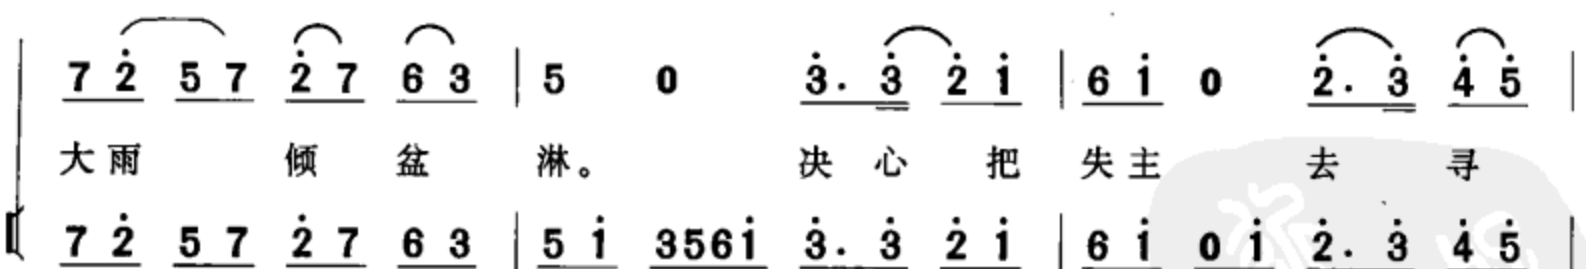 7 2̇ 5 7 2̇ 7 6 3 | 5 0 3̇. 3̇ 2̇ 1̇ | 6 1̇ 0 2̇. 3̇ 4̇ 5̇ |
大雨 倾 盆 淋。 决 心 把 失主 去 寻
7 2̇ 5 7 2̇ 7 6 3 | 5 1̇ 3561̇ 3̇. 3̇ 2̇ 1̇ | 6 1̇ 0 1̇ 2̇. 3̇ 4̇ 5̇ |